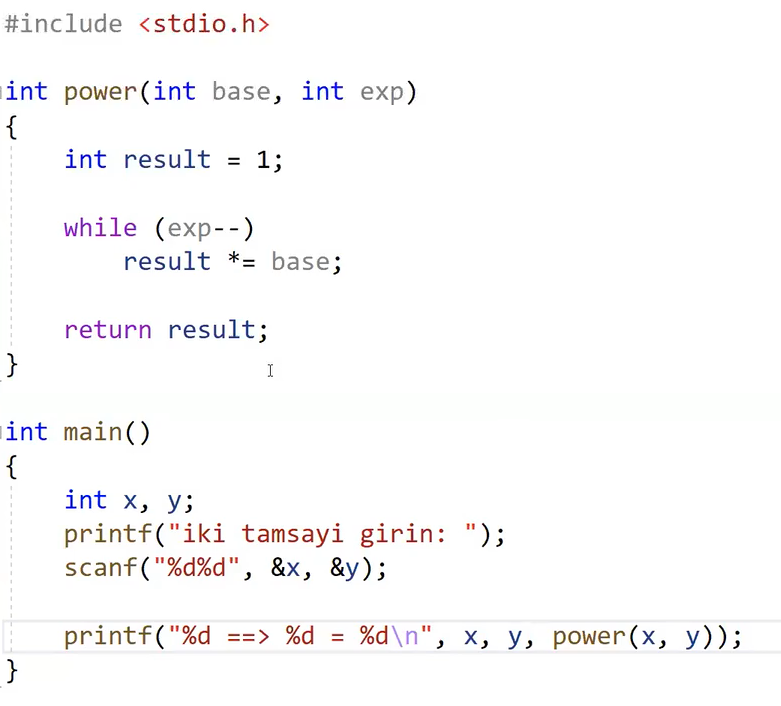 #include <stdio.h>
int power(int base, int exp)
{
int result = 1;
while (exp--)
result *= base;
return result;
}
int main()
{
int x, y;
printf("iki tamsayi girin: ");
scanf("%d%d", &x, &y);
printf("%d ==> %d = %d\n", x, y, power(x, y));
}